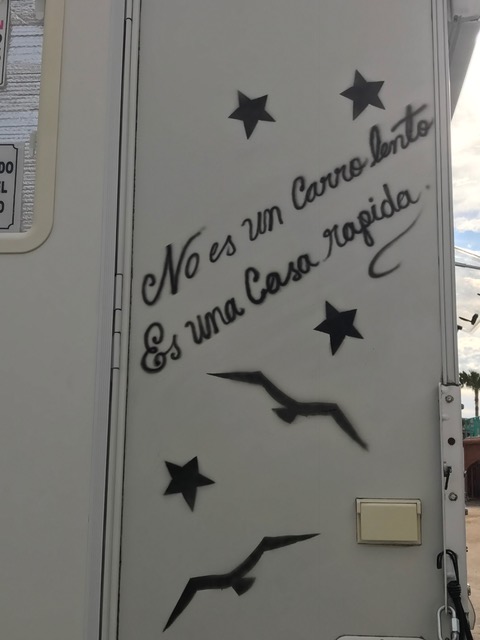 No es un Carro lento
Es una Casa rapida.